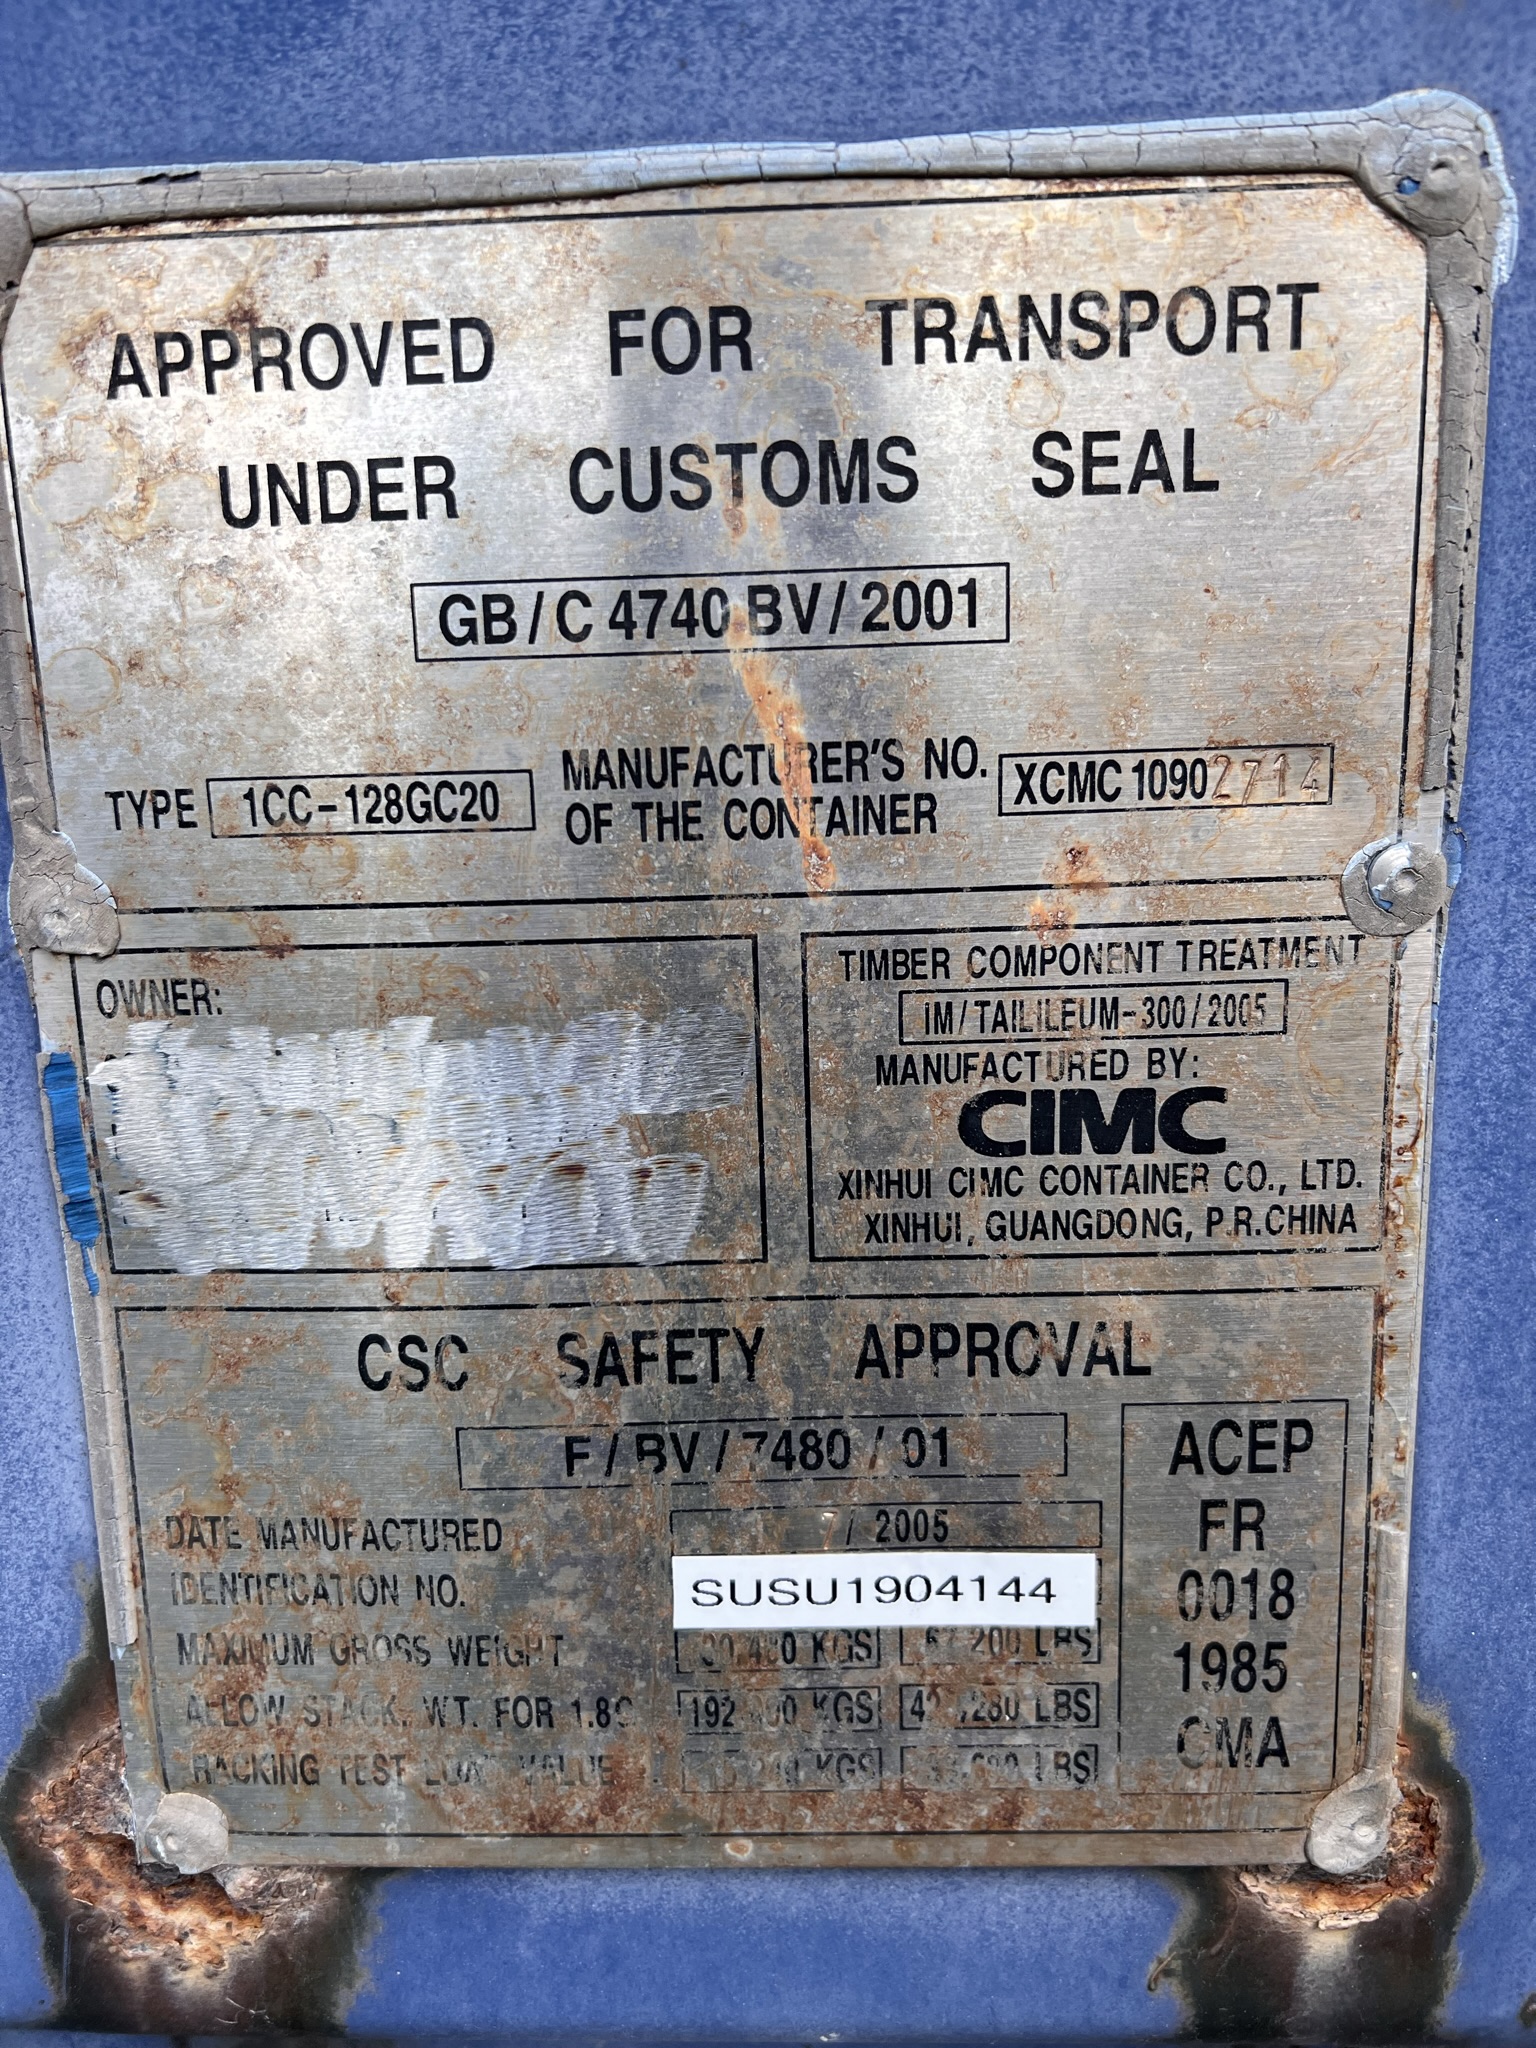 APPROVED FOR TRANSPORT
UNDER CUSTOMS SEAL
GB/C 4740 BV/2001
TYPE 1CC-128GC20
MANUFACTURER'S NO.
OF THE CONTAINER
XCMC 10902714
OWNER:
TIMBER COMPONENT TREATMENT
IM/TAILILEUM-300/2005
MANUFACTURED BY:
CIMC
XINHUI CIMC CONTAINER CO., LTD.
XINHUI, GUANGDONG, P.R.CHINA
CSC SAFETY APPROVAL
F/BV/7480/01
DATE MANUFACTURED 7/ 2005
IDENTIFICATION NO. SUSU1904144
MAXIMUM GROSS WEIGHT KGS LBS
ALLOW STACK. WT. FOR KGS LBS
RACKING TEST LOAD VALUE KGS LBS
ACEP
FR
0018
1985
CMA